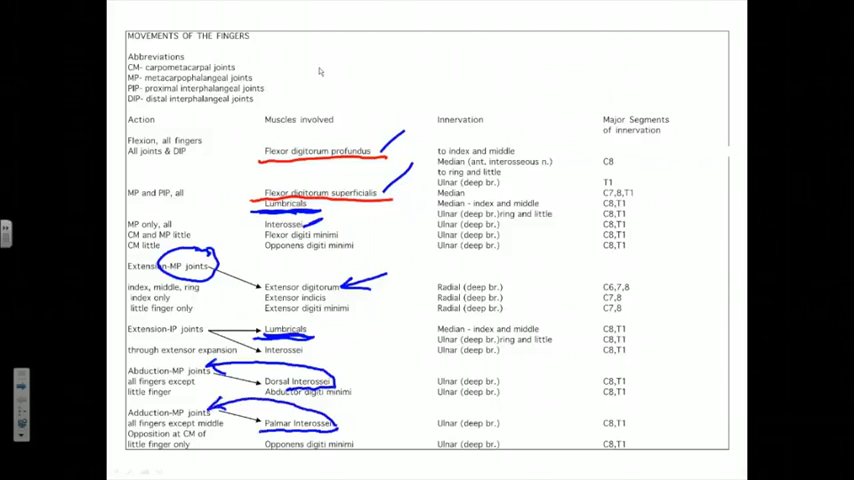 MOVEMENTS OF THE FINGERS
Abbreviations
CM- carpometacarpal joints
MP- metacarpophalangeal joints
PIP- proximal interphalangeal joints
DIP- distal interphalangeal joints
Action Muscles involved Innervation Major Segments
of innervation
Flexion, all fingers
All joints & DIP Flexor digitorum profundus to index and middle
Median (ant. interosseous n.) C8
to ring and little
Ulnar (deep br.) T1
MP and PIP, all Flexor digitorum superficialis Median C7,8,T1
Lumbricals Median - index and middle C8,T1
Ulnar (deep br.)ring and little C8,T1
MP only, all Interossei Ulnar (deep br.) C8,T1
CM and MP little Flexor digiti minimi Ulnar (deep br.) C8,T1
CM little Opponens digiti minimi Ulnar (deep br.) C8,T1
Extension-MP joints
index, middle, ring Extensor digitorum Radial (deep br.) C6,7,8
index only Extensor indicis Radial (deep br.) C7,8
little finger only Extensor digiti minimi Radial (deep br.) C7,8
Extension-IP joints Lumbricals Median - index and middle C8,T1
Ulnar (deep br.)ring and little C8,T1
through extensor expansion Interossei Ulnar (deep br.) C8,T1
Abduction-MP joints
all fingers except Dorsal Interossei Ulnar (deep br.) C8,T1
little finger Abductor digiti minimi Ulnar (deep br.) C8,T1
Adduction-MP joints
all fingers except middle Palmar Interossei Ulnar (deep br.) C8,T1
Opposition at CM of
little finger only Opponens digiti minimi Ulnar (deep br.) C8,T1